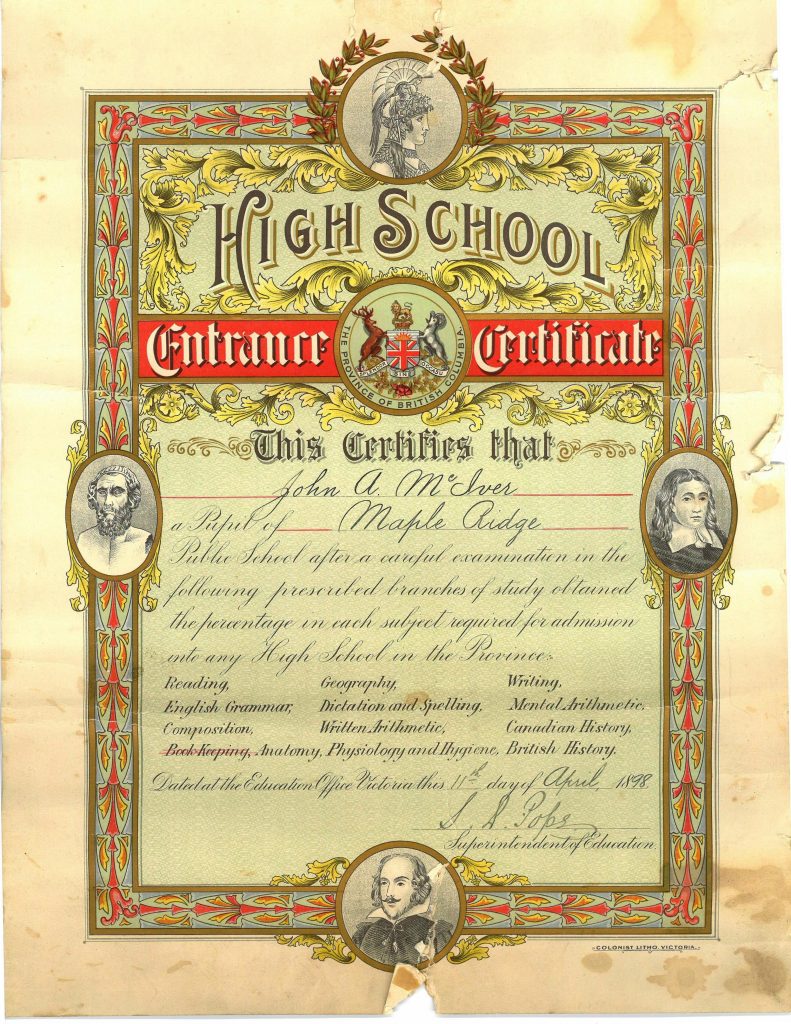 HIGH SCHOOL
Entrance Certificate
THE PROVINCE OF BRITISH COLUMBIA
SPLENDOR SINE OCCASU
This Certifies that
John A. McIver
a Pupil of Maple Ridge
Public School after a careful examination in the
following prescribed branches of study obtained
the percentage in each subject required for admission
into any High School in the Province:
Reading, Geography, Writing,
English Grammar, Dictation and Spelling, Mental Arithmetic,
Composition, Written Arithmetic, Canadian History,
Book Keeping, Anatomy, Physiology and Hygiene, British History.
Dated at the Education Office Victoria this 11th day of April, 1898
S. D. Pope
Superintendent of Education.
-COLONIST LITHO. VICTORIA.-